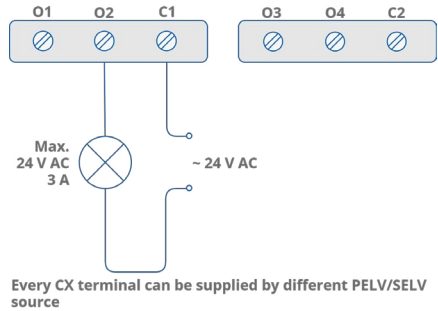 O1 O2 C1 O3 O4 C2
Max.
24 V AC
3 A
~ 24 V AC
Every CX terminal can be supplied by different PELV/SELV
source